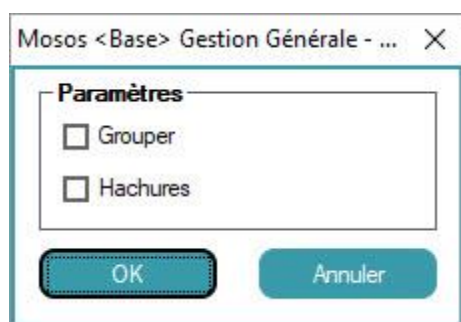 Mosos <Base> Gestion Générale - ...
Paramètres
Grouper
Hachures
OK Annuler